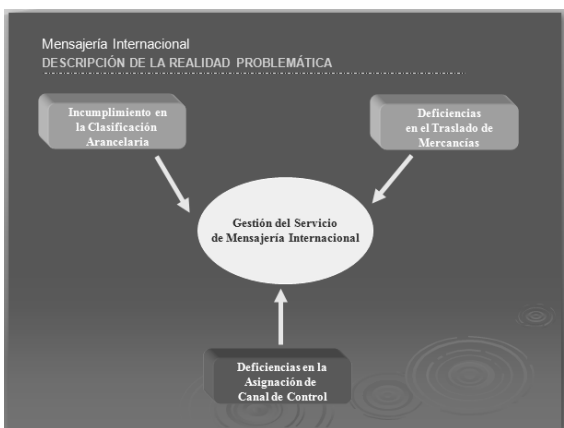 Mensajería Internacional
DESCRIPCIÓN DE LA REALIDAD PROBLEMÁTICA
Incumplimiento en
la Clasificación
Arancelaria
Deficiencias
en el Traslado de
Mercancías
Gestión del Servicio
de Mensajería Internacional
Deficiencias en la
Asignación de
Canal de Control